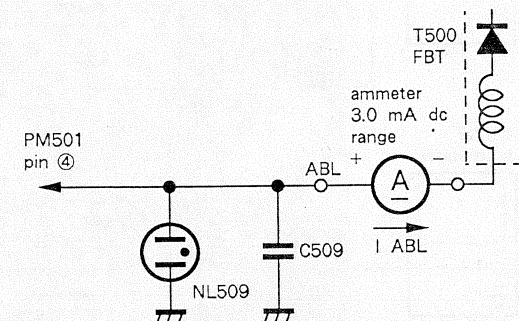 T500
FBT
ammeter
3.0 mA dc
range
PM501
pin ④
ABL
+
−
A
I ABL
C509
NL509